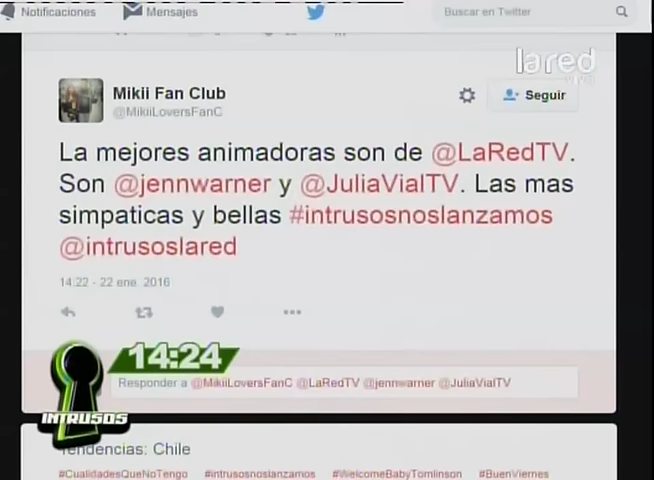 Notificaciones Mensajes Buscar en Twitter
lared
Mikii Fan Club
@MikiiLoversFanC
Seguir
La mejores animadoras son de @LaRedTV.
Son @jennwarner y @JuliaVialTV. Las mas
simpaticas y bellas #intrusosnoslanzamos
@intrusoslared
14:22 - 22 ene. 2016
14:24
Responder a @MikiiLoversFanC @LaRedTV @jennwarner @JuliaVialTV
INTRUSOS
Tendencias: Chile
#CualidadesQueNoTengo #intrusosnoslanzamos #WelcomeBabyTomlinson #BuenViernes